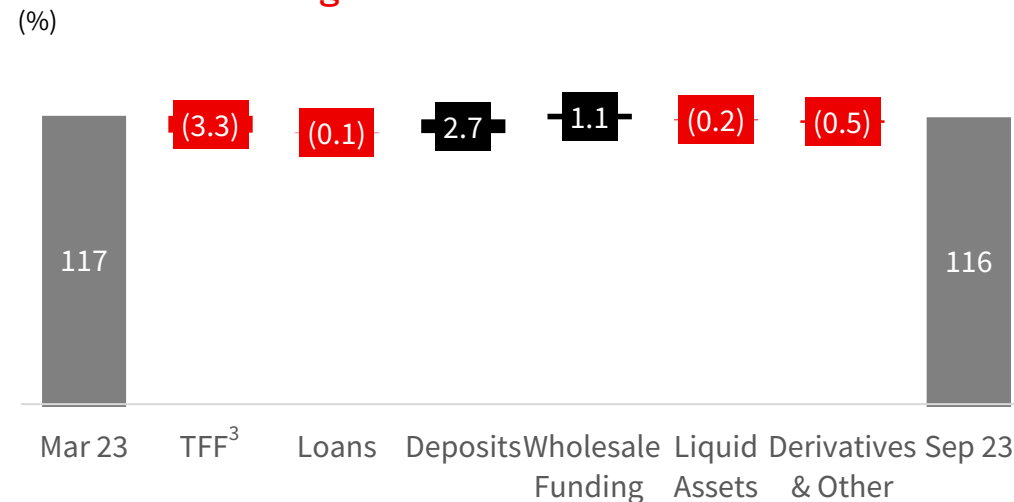 (%)
117
(3.3)
(0.1)
2.7
1.1
(0.2)
(0.5)
116
Mar 23
TFF3
Loans
Deposits
Wholesale Funding
Liquid Assets
Derivatives & Other
Sep 23